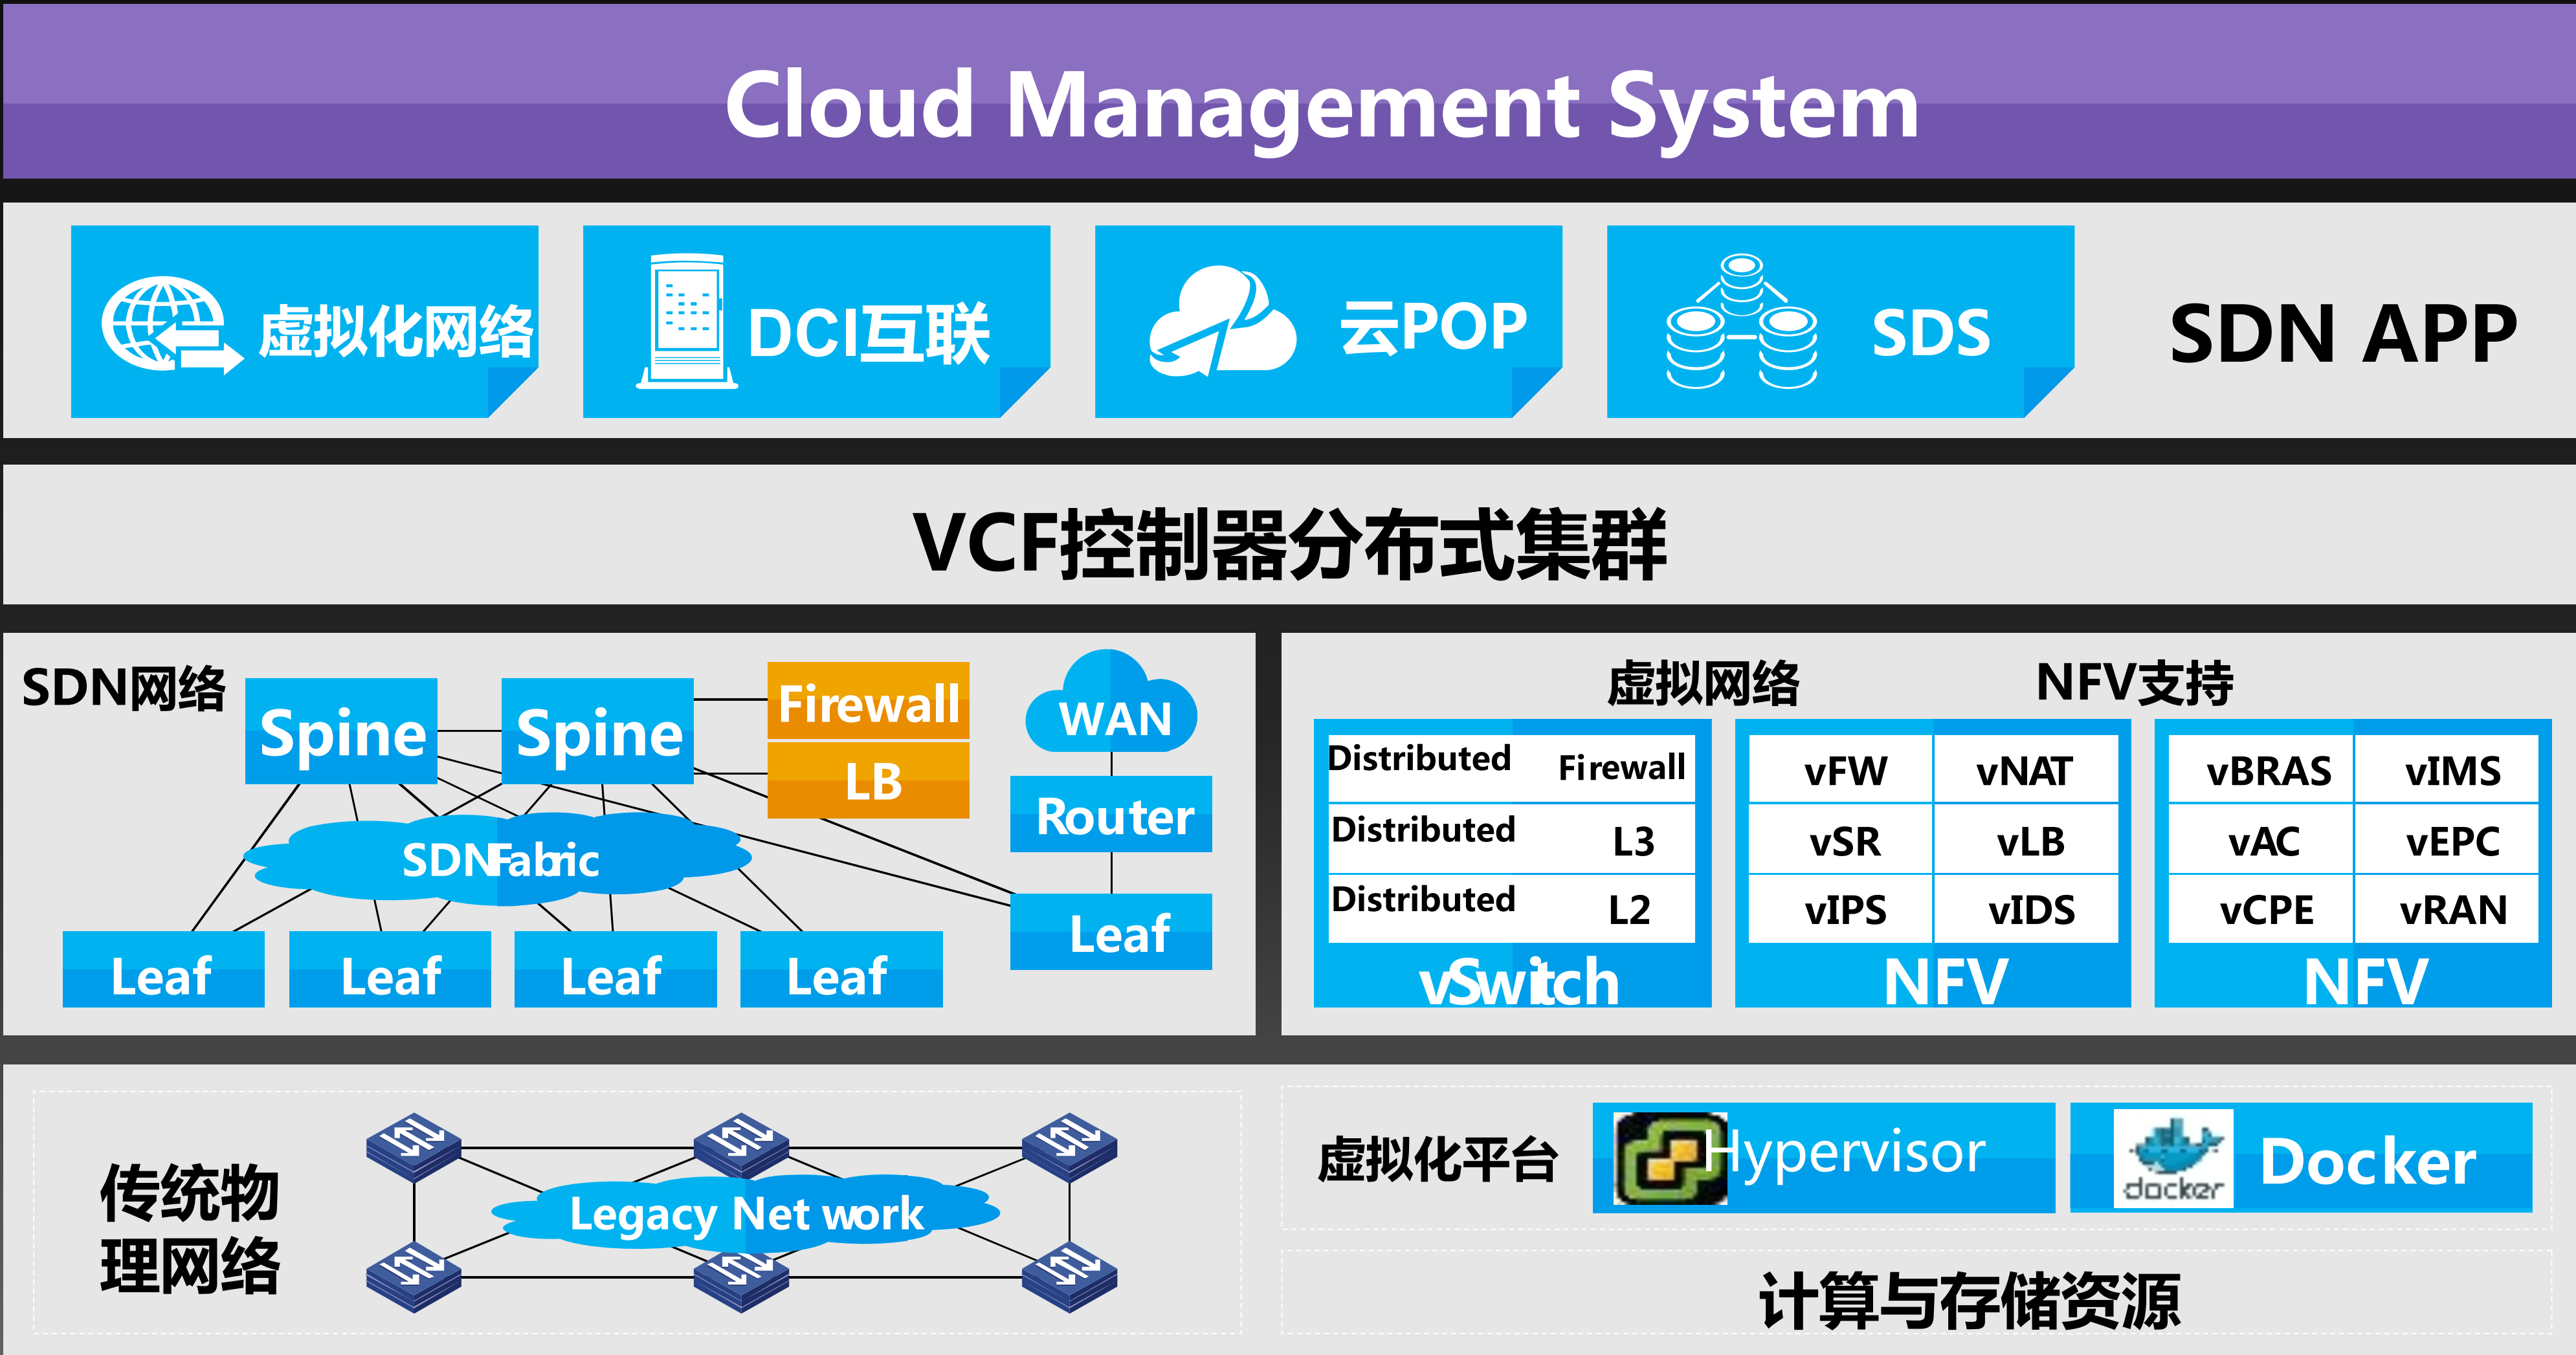 Cloud Management System
虚拟化网络
DCI互联
云POP
SDS
SDN APP
VCF控制器分布式集群
SDN网络
Spine
Spine
Firewall
LB
WAN
Router
SDN Fabric
Leaf
Leaf
Leaf
Leaf
Leaf
虚拟网络
NFV支持
Distributed Firewall
Distributed L3
Distributed L2
vSwitch
vFW vNAT
vSR vLB
vIPS vIDS
NFV
vBRAS vIMS
vAC vEPC
vCPE vRAN
NFV
传统物
理网络
Legacy Net work
虚拟化平台
Hypervisor
docker
Docker
计算与存储资源